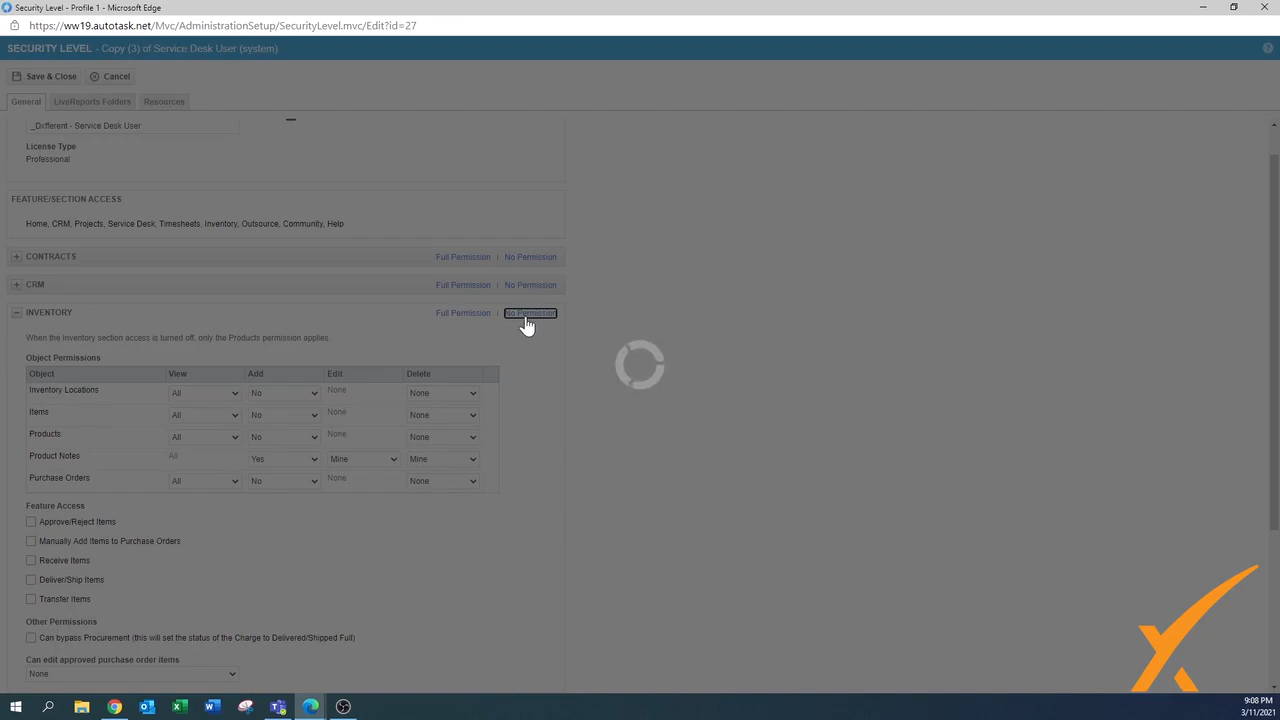 Security Level - Profile 1 - Microsoft Edge
https://ww19.autotask.net/Mvc/AdministrationSetup/SecurityLevel.mvc/Edit?id=27
SECURITY LEVEL - Copy (3) of Service Desk User (system)
Save & Close Cancel
General LiveReports Folders Resources
_Dxfferent - Service Desk User
License Type
Professional
FEATURE/SECTION ACCESS
Home, CRM, Projects, Service Desk, Timesheets, Inventory, Outsource, Community, Help
CONTRACTS Full Permission | No Permission
CRM Full Permission | No Permission
INVENTORY Full Permission | No Permission
When the Inventory section access is turned off, only the Products permission applies.
Object Permissions
Object View Add Edit Delete
Inventory Locations All No None None
Items All No None None
Products All No None None
Product Notes All Yes Mine Mine
Purchase Orders All No None None
Feature Access
Approve/Reject Items
Manually Add Items to Purchase Orders
Receive Items
Deliver/Ship Items
Transfer Items
Other Permissions
Can bypass Procurement (this will set the status of the Charge to Delivered/Shipped Full)
Can edit approved purchase order items
None
9:08 PM
3/11/2021